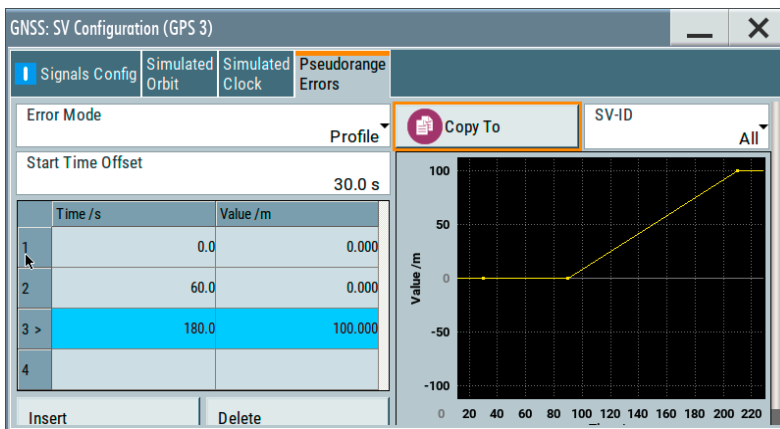 GNSS: SV Configuration (GPS 3)
Signals Config
Simulated Orbit
Simulated Clock
Pseudorange Errors
Error Mode
Profile
Copy To
SV-ID
All
Start Time Offset
30.0 s
Time /s Value /m
1 0.0 0.000
2 60.0 0.000
3 > 180.0 100.000
4
Insert Delete
Value /m
100
50
0
-50
-100
0 20 40 60 80 100 120 140 160 180 200 220